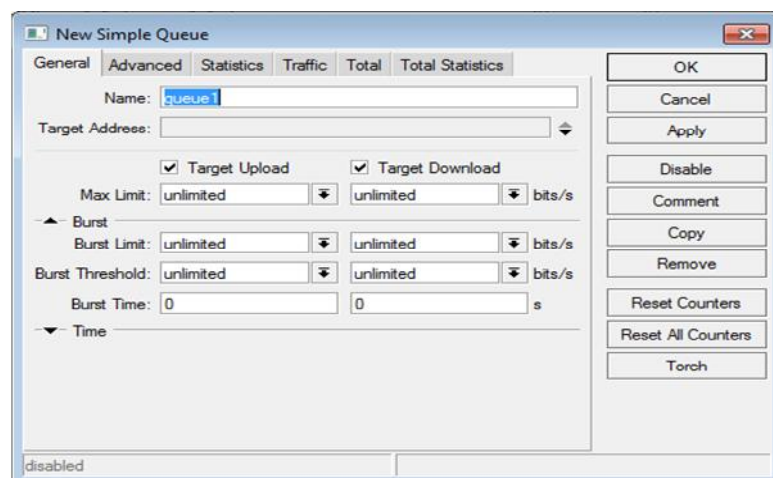 New Simple Queue
General Advanced Statistics Traffic Total Total Statistics
Name: queue1
Target Address:
Target Upload Target Download
Max Limit: unlimited unlimited bits/s
Burst
Burst Limit: unlimited unlimited bits/s
Burst Threshold: unlimited unlimited bits/s
Burst Time: 0 0 s
Time
OK
Cancel
Apply
Disable
Comment
Copy
Remove
Reset Counters
Reset All Counters
Torch
disabled